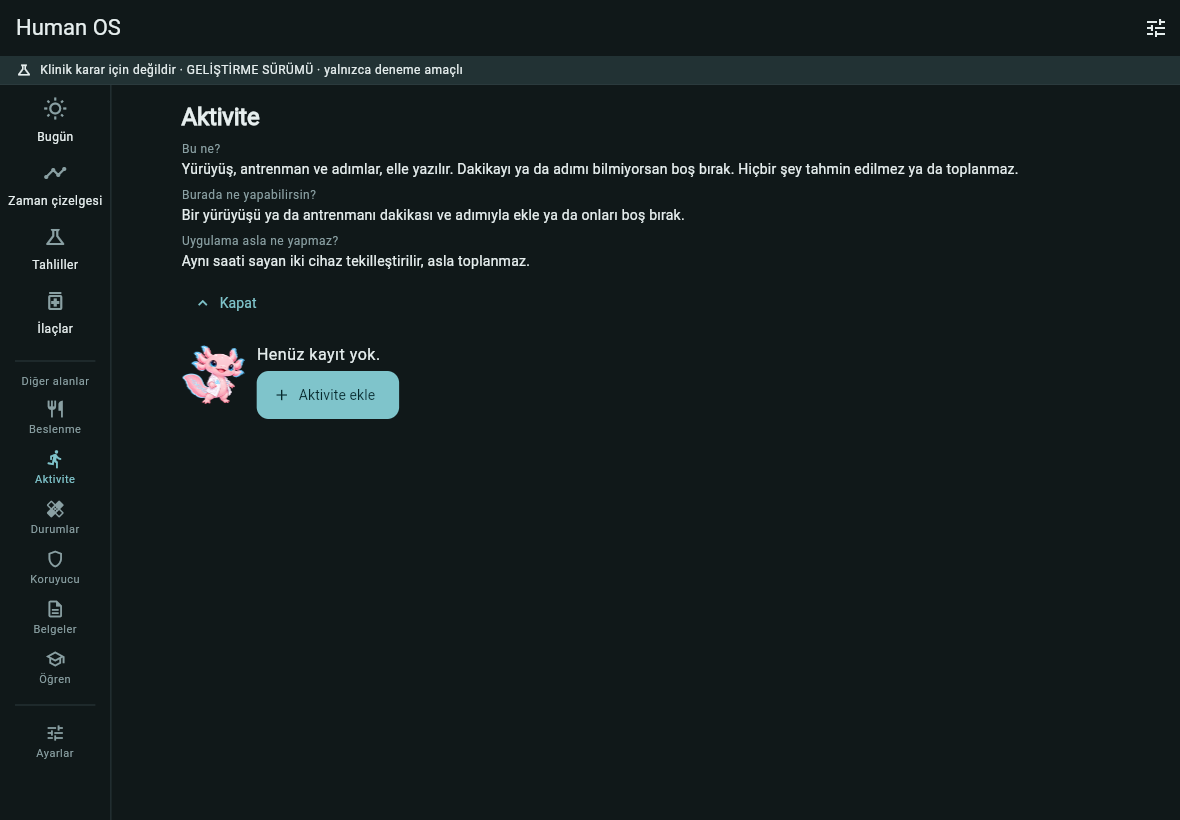 Human OS
Klinik karar için değildir · GELİŞTİRME SÜRÜMÜ · yalnızca deneme amaçlı
Bugün
Zaman çizelgesi
Tahliller
İlaçlar
Diğer alanlar
Beslenme
Aktivite
Durumlar
Koruyucu
Belgeler
Öğren
Ayarlar
Aktivite
Bu ne?
Yürüyüş, antrenman ve adımlar, elle yazılır. Dakikayı ya da adımı bilmiyorsan boş bırak. Hiçbir şey tahmin edilmez ya da toplanmaz.
Burada ne yapabilirsin?
Bir yürüyüşü ya da antrenmanı dakikası ve adımıyla ekle ya da onları boş bırak.
Uygulama asla ne yapmaz?
Aynı saati sayan iki cihaz tekilleştirilir, asla toplanmaz.
Kapat
Henüz kayıt yok.
Aktivite ekle